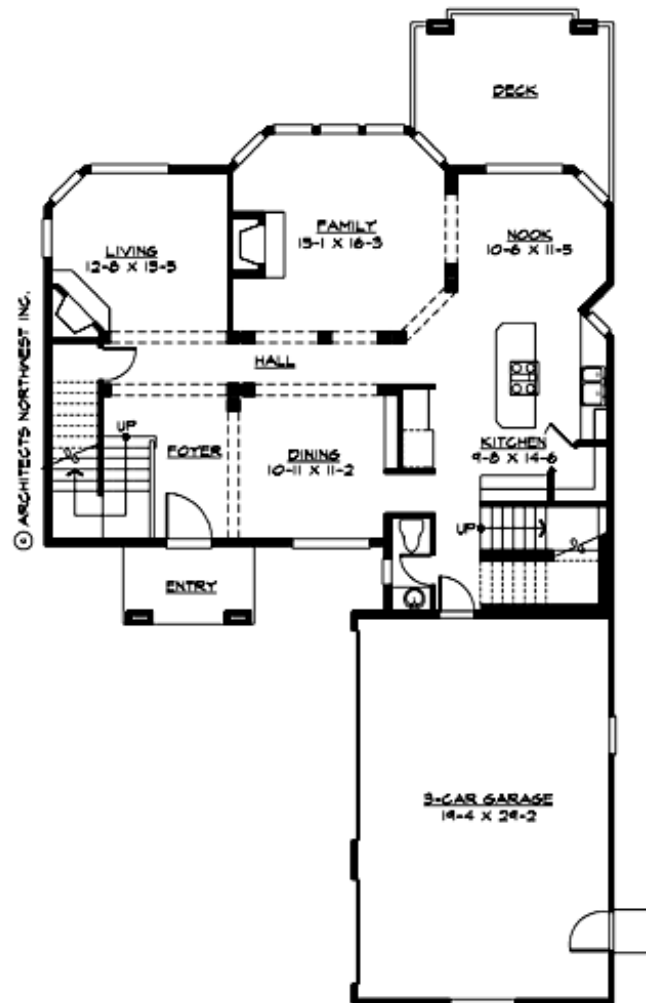 DECK
FAMILY
15-1 X 16-3
NOOK
10-6 X 11-5
LIVING
12-8 X 13-5
HALL
UP
FOYER
DINING
10-11 X 11-2
KITCHEN
9-8 X 14-6
UP
ENTRY
3-CAR GARAGE
19-4 X 29-2
© ARCHITECTS NORTHWEST INC.